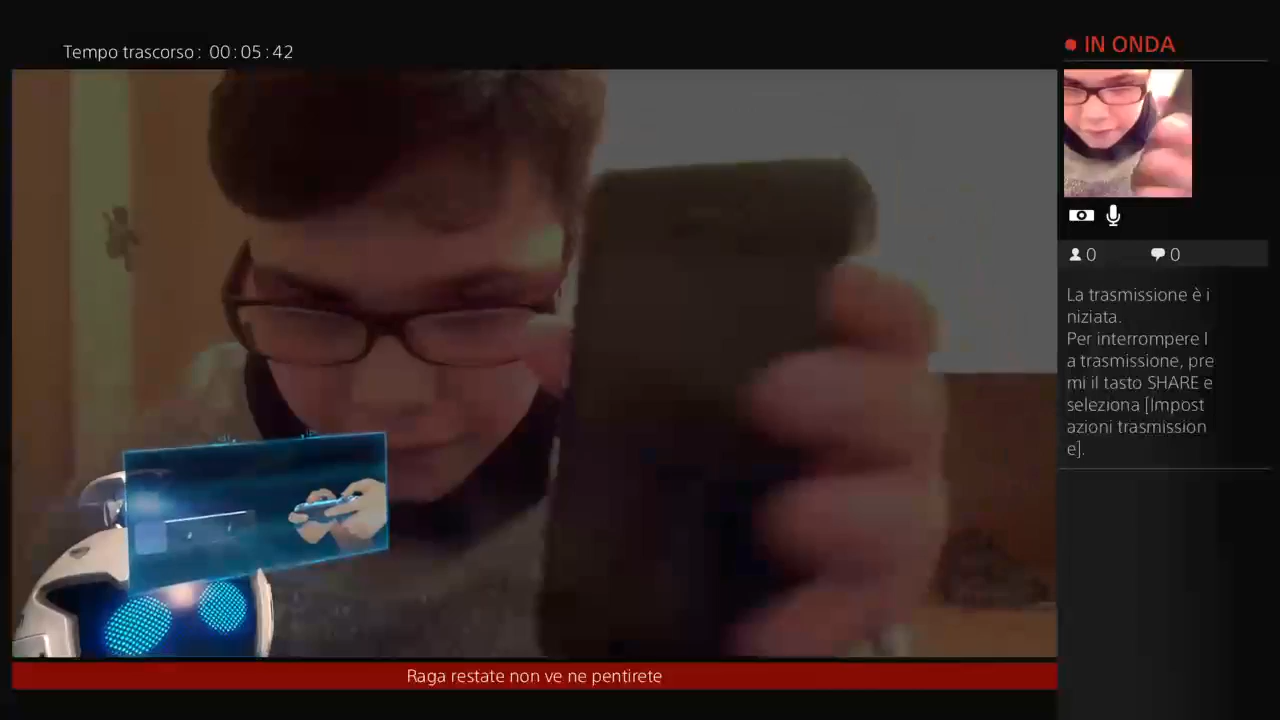 Tempo trascorso: 00:05:42
IN ONDA
0
0
La trasmissione è i
niziata.
Per interrompere l
a trasmissione, pre
mi il tasto SHARE e
seleziona [Impost
azioni trasmission
e].
Raga restate non ve ne pentirete